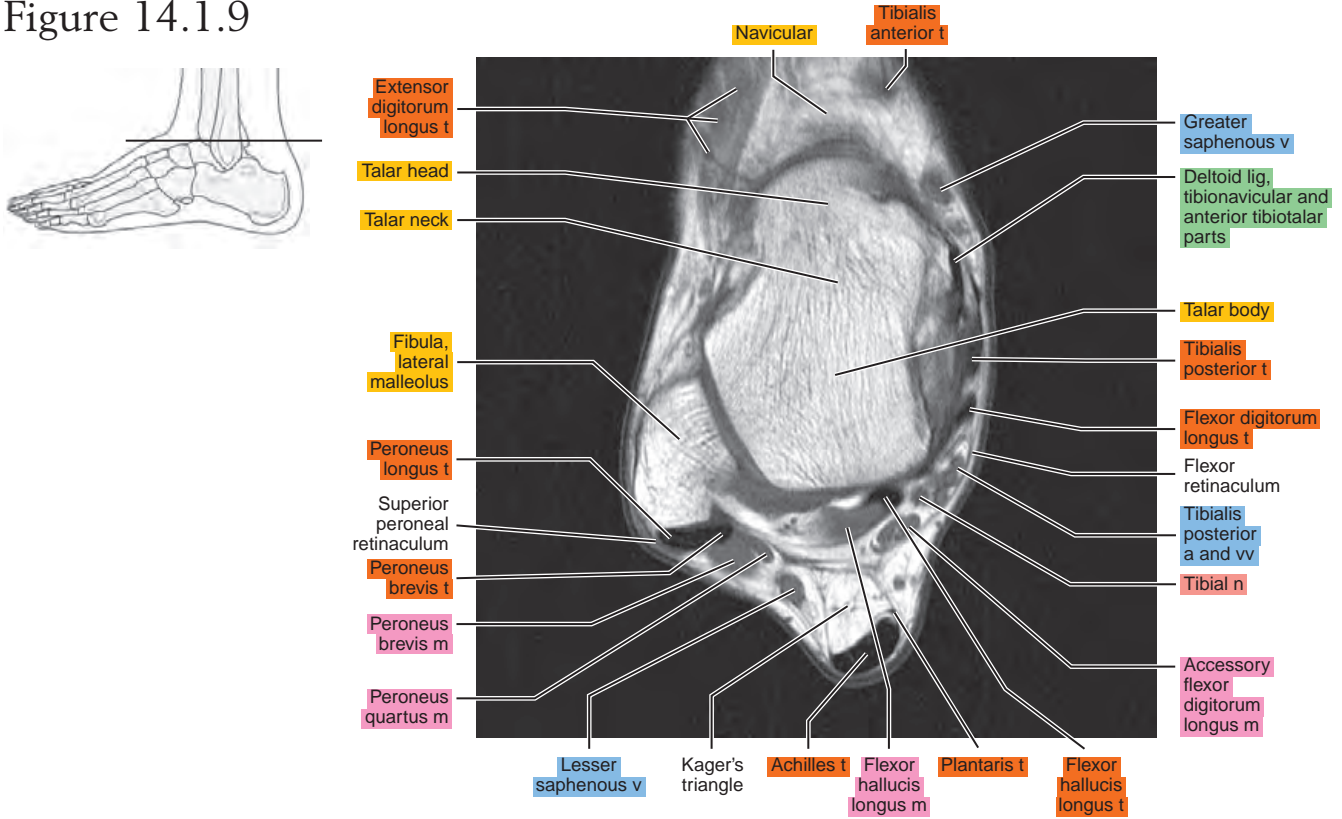 Figure 14.1.9
Navicular
Tibialis
anterior t
Extensor
digitorum
longus t
Talar head
Talar neck
Fibula,
lateral
malleolus
Peroneus
longus t
Superior
peroneal
retinaculum
Peroneus
brevis t
Peroneus
brevis m
Peroneus
quartus m
Greater
saphenous v
Deltoid lig,
tibionavicular and
anterior tibiotalar
parts
Talar body
Tibialis
posterior t
Flexor digitorum
longus t
Flexor
retinaculum
Tibialis
posterior
a and vv
Tibial n
Accessory
flexor
digitorum
longus m
Lesser
saphenous v
Kager's
triangle
Achilles t
Flexor
hallucis
longus m
Plantaris t
Flexor
hallucis
longus t